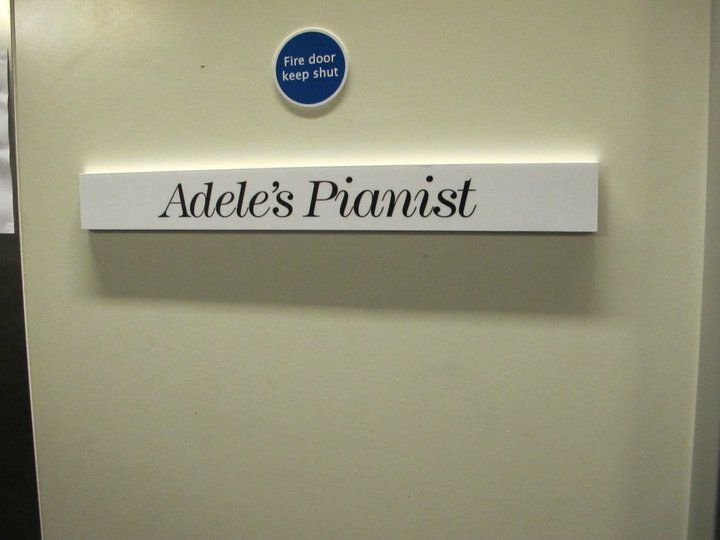 Fire door
keep shut
Adele's Pianist